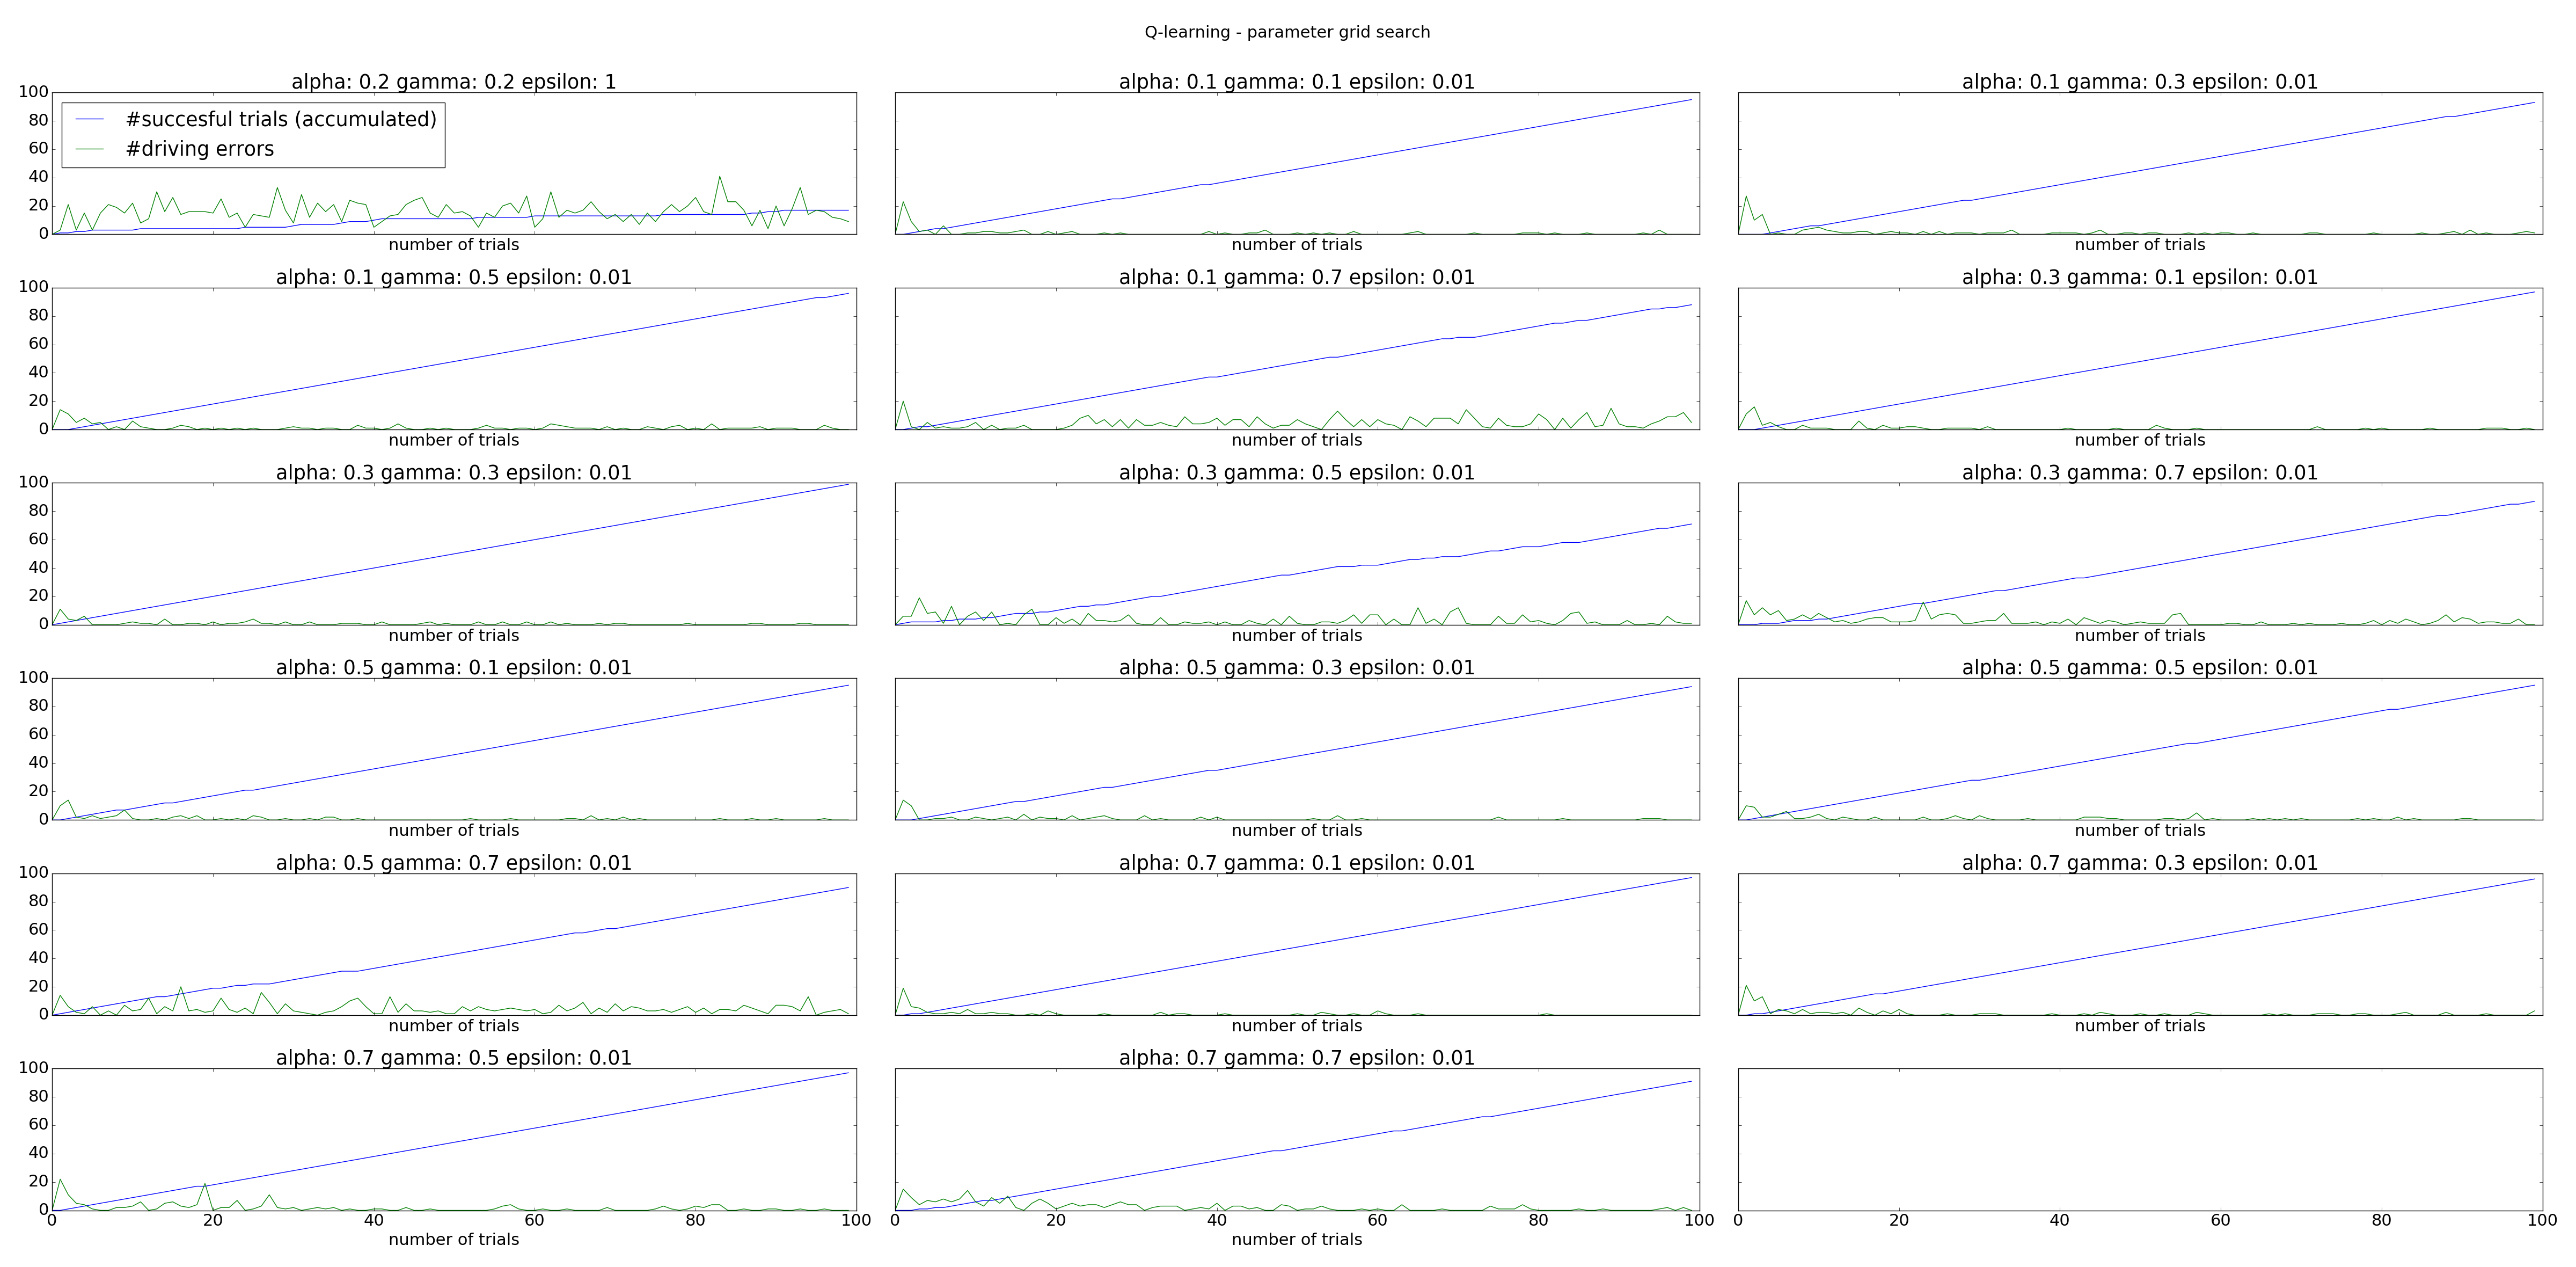 Q-learning - parameter grid search
alpha: 0.2 gamma: 0.2 epsilon: 1
alpha: 0.1 gamma: 0.1 epsilon: 0.01
alpha: 0.1 gamma: 0.3 epsilon: 0.01
100
80
60
40
20
0
#succesful trials (accumulated)
#driving errors
number of trials
number of trials
number of trials
alpha: 0.1 gamma: 0.5 epsilon: 0.01
alpha: 0.1 gamma: 0.7 epsilon: 0.01
alpha: 0.3 gamma: 0.1 epsilon: 0.01
100
80
60
40
20
0
number of trials
number of trials
number of trials
alpha: 0.3 gamma: 0.3 epsilon: 0.01
alpha: 0.3 gamma: 0.5 epsilon: 0.01
alpha: 0.3 gamma: 0.7 epsilon: 0.01
100
80
60
40
20
0
number of trials
number of trials
number of trials
alpha: 0.5 gamma: 0.1 epsilon: 0.01
alpha: 0.5 gamma: 0.3 epsilon: 0.01
alpha: 0.5 gamma: 0.5 epsilon: 0.01
100
80
60
40
20
0
number of trials
number of trials
number of trials
alpha: 0.5 gamma: 0.7 epsilon: 0.01
alpha: 0.7 gamma: 0.1 epsilon: 0.01
alpha: 0.7 gamma: 0.3 epsilon: 0.01
100
80
60
40
20
0
number of trials
number of trials
number of trials
alpha: 0.7 gamma: 0.5 epsilon: 0.01
alpha: 0.7 gamma: 0.7 epsilon: 0.01
100
80
60
40
20
0
0 20 40 60 80 100
0 20 40 60 80 100
0 20 40 60 80 100
number of trials
number of trials